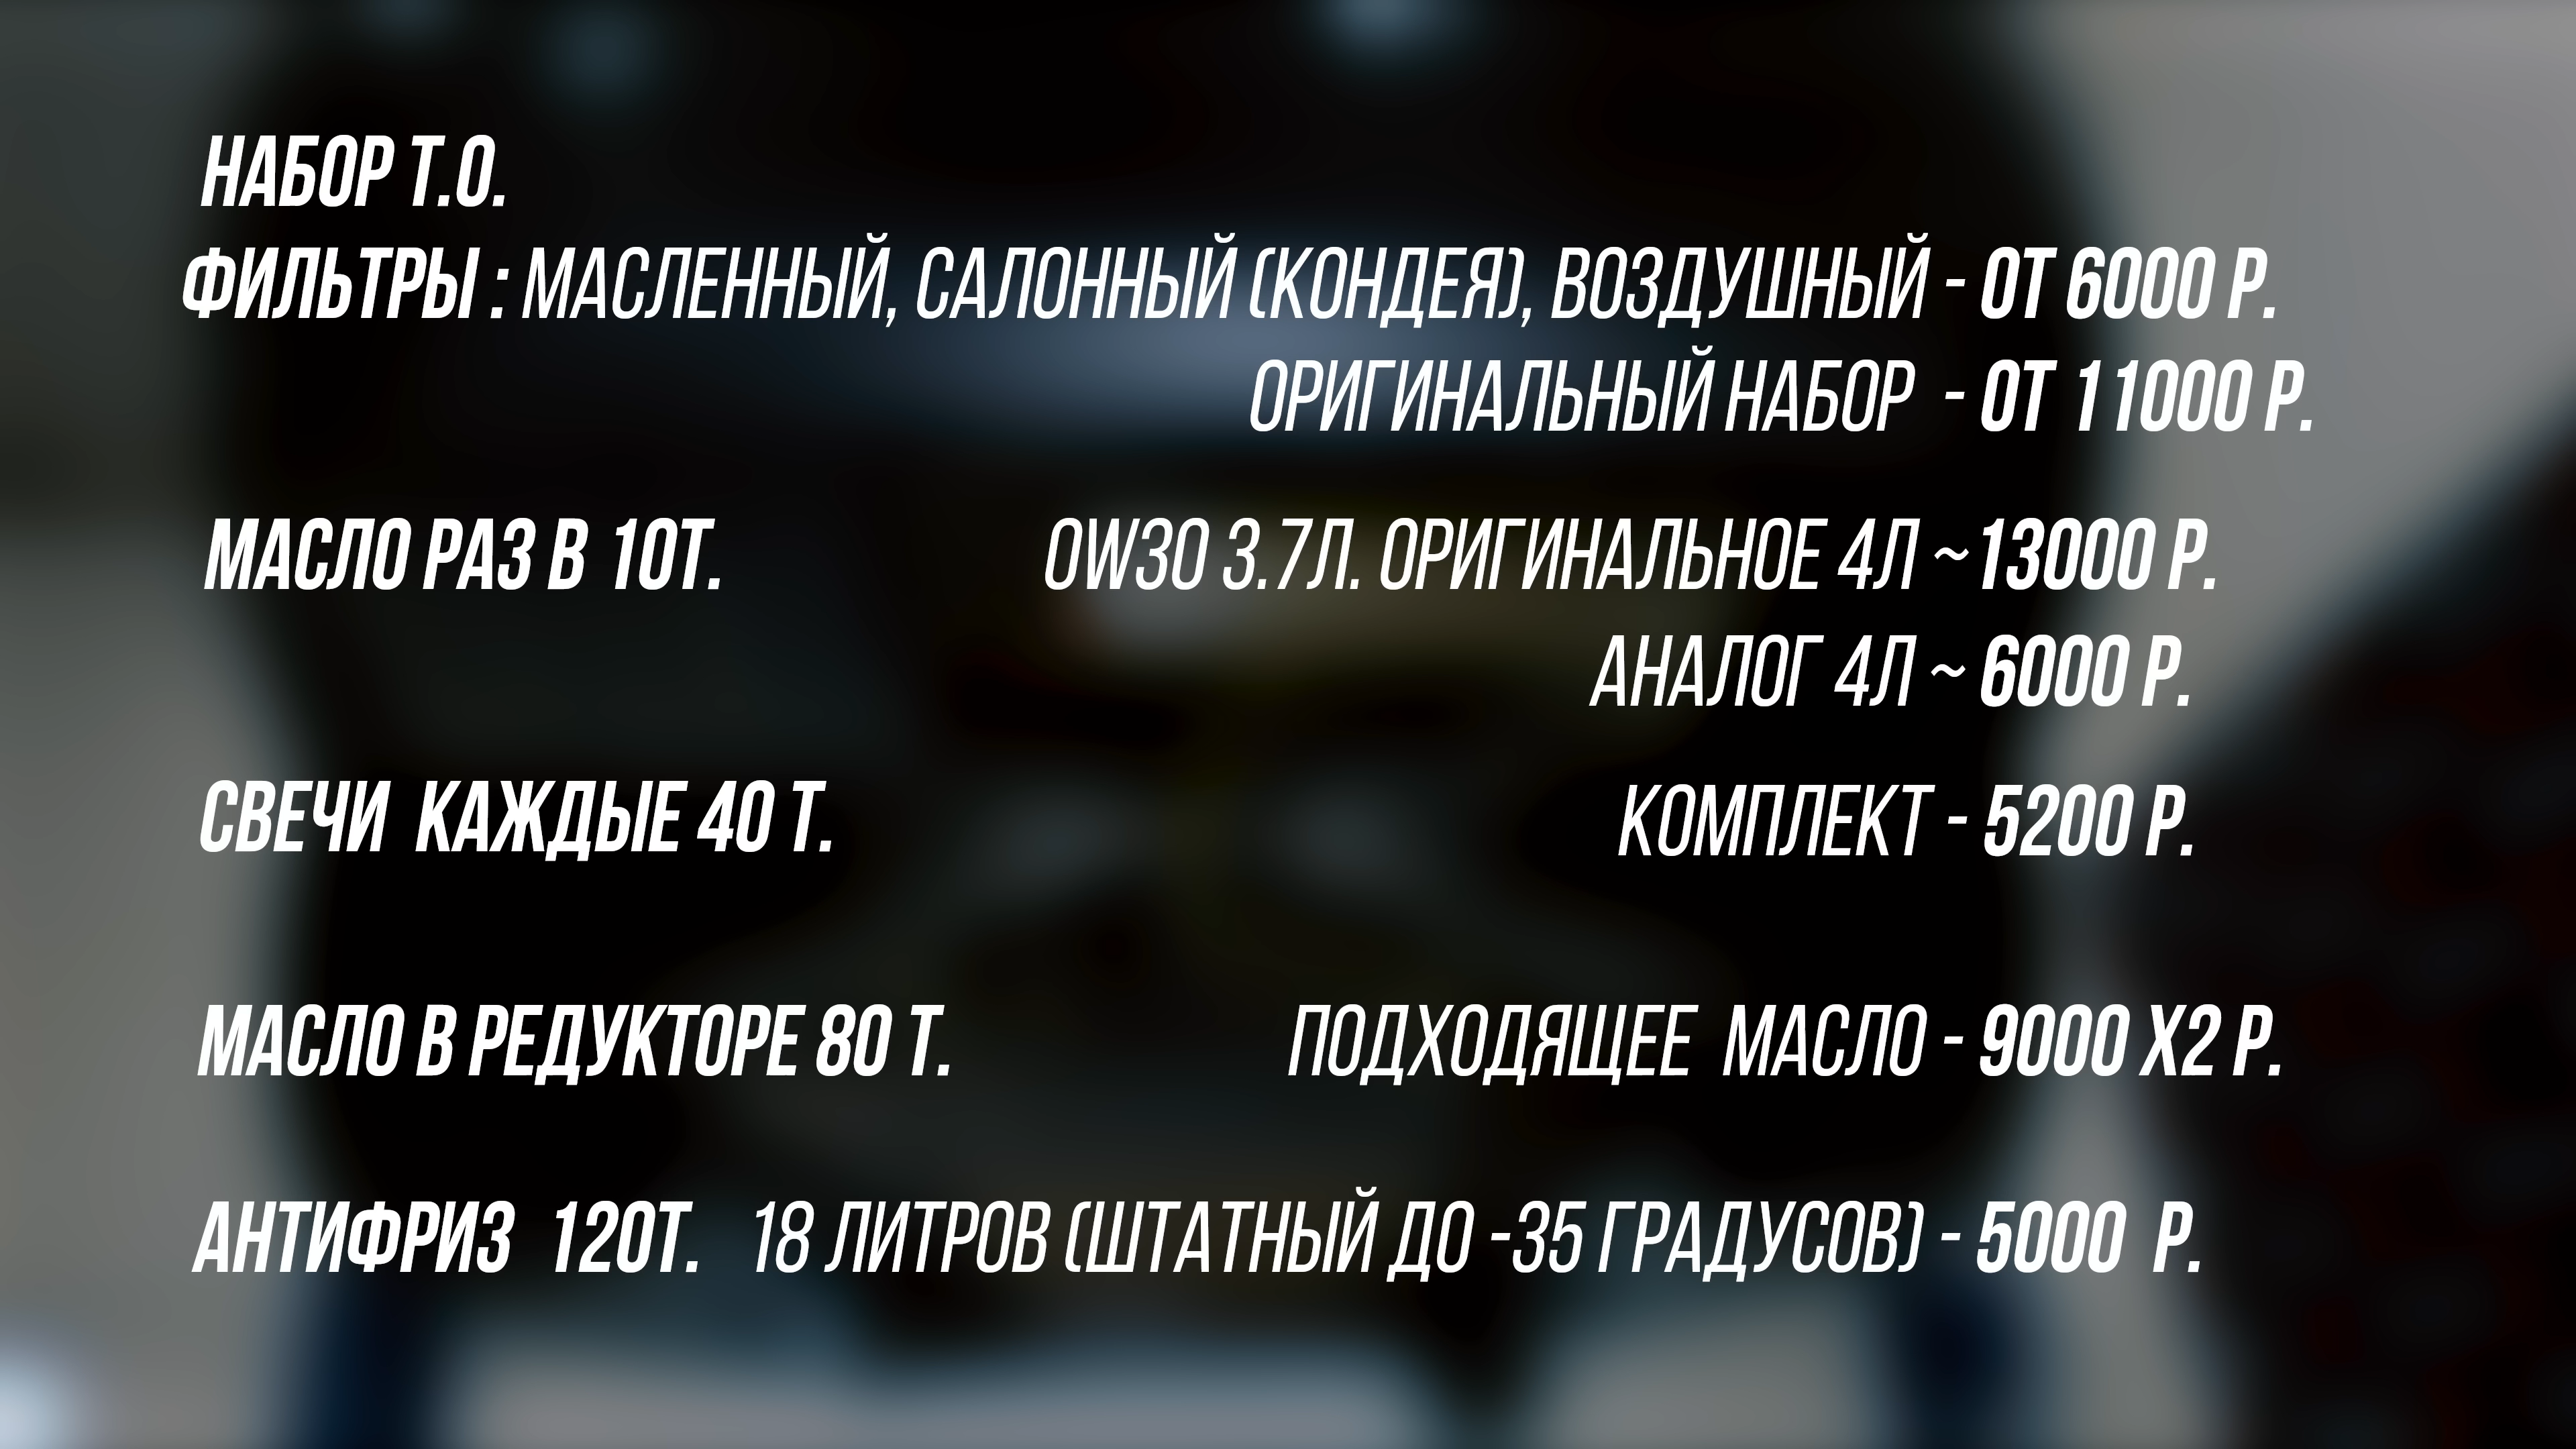 НАБОР Т.О.
ФИЛЬТРЫ : МАСЛЕННЫЙ, САЛОННЫЙ (КОНДЕЯ), ВОЗДУШНЫЙ - ОТ 6000 Р.
ОРИГИНАЛЬНЫЙ НАБОР - ОТ 11000 Р.
МАСЛО РАЗ В 10Т. 0W30 3.7Л. ОРИГИНАЛЬНОЕ 4Л ~13000 Р.
АНАЛОГ 4Л ~ 6000 Р.
СВЕЧИ КАЖДЫЕ 40 Т. КОМПЛЕКТ - 5200 Р.
МАСЛО В РЕДУКТОРЕ 80 Т. ПОДХОДЯЩЕЕ МАСЛО - 9000 Х2 Р.
АНТИФРИЗ 120Т. 18 ЛИТРОВ (ШТАТНЫЙ ДО -35 ГРАДУСОВ) - 5000 Р.